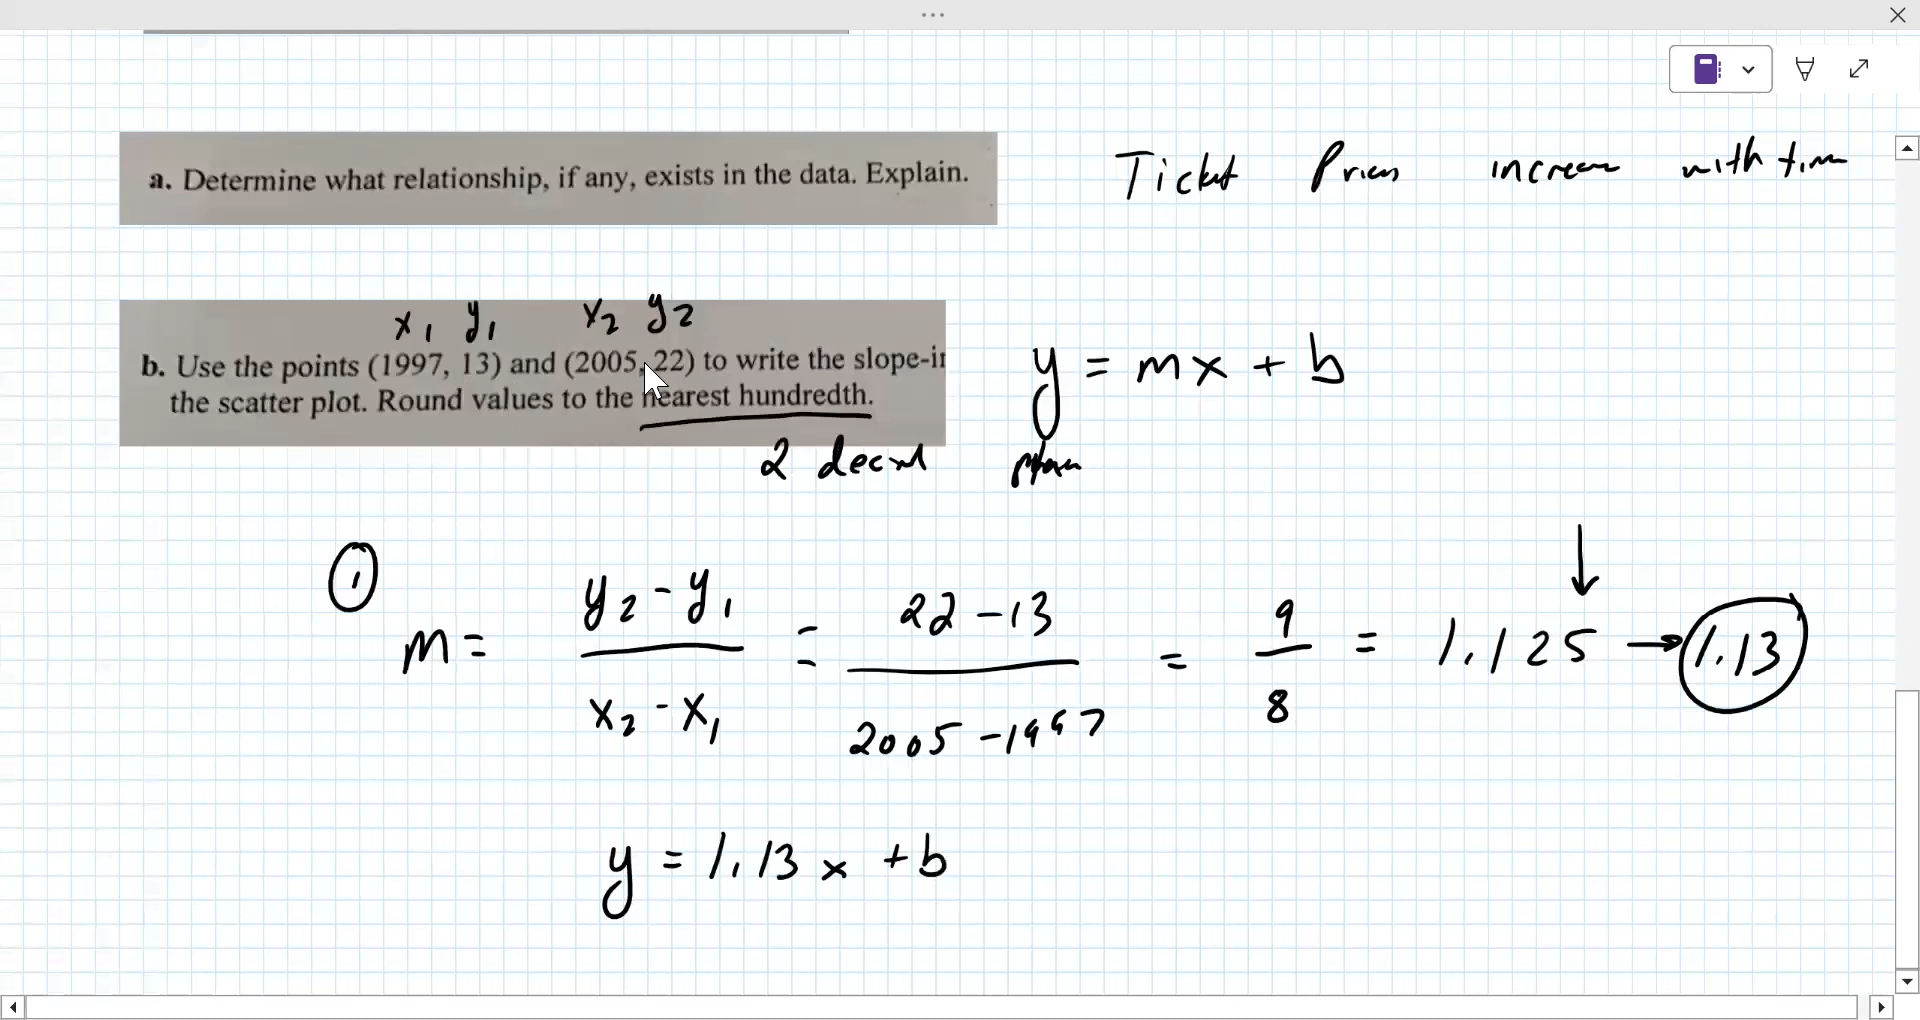 a. Determine what relationship, if any, exists in the data. Explain.
Ticket Prices increase with time
x₁ y₁ x₂ y₂
b. Use the points (1997, 13) and (2005, 22) to write the slope-in
the scatter plot. Round values to the nearest hundredth.
y = mx + b
2
①
m = y₂ - y₁ / x₂ - x₁ = 22 - 13 / 2005 - 1997 = 9/8 = 1.125 → 1.13
y = 1.13x + b